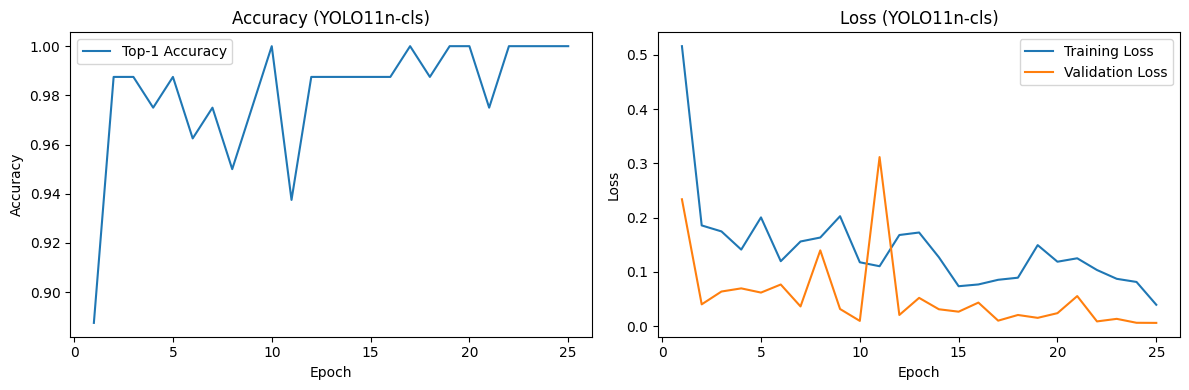 Accuracy (YOLO11n-cls)
Top-1 Accuracy
1.00
0.98
0.96
0.94
0.92
0.90
Accuracy
0
5
10
15
20
25
Epoch
Loss (YOLO11n-cls)
Training Loss
Validation Loss
0.5
0.4
0.3
0.2
0.1
0.0
Loss
0
5
10
15
20
25
Epoch